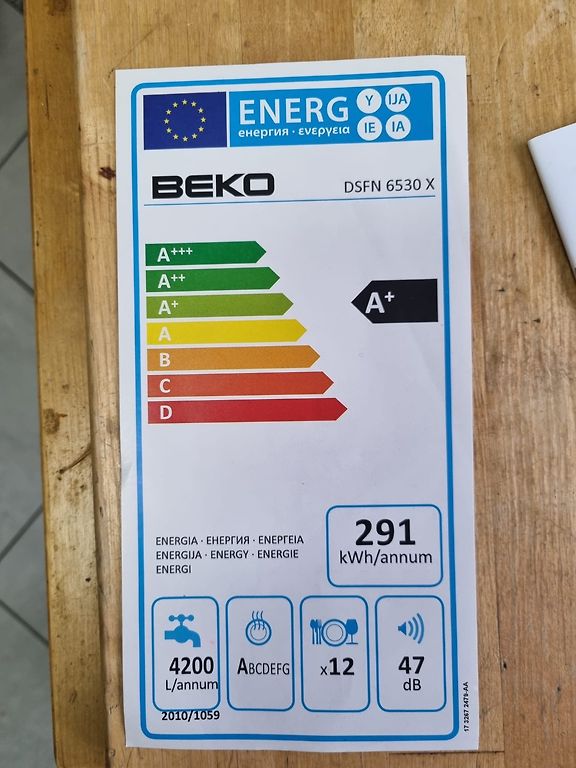 ENERG Y IJA
енергия · ενεργεια IE IA
BEKO DSFN 6530 X
A+++
A++
A+
A+
A
B
C
D
ENERGIA · ЕНЕРГИЯ · ΕΝΕΡΓΕΙΑ
ENERGIJA · ENERGY · ENERGIE
ENERGI
291
kWh/annum
4200
L/annum
ABCDEFG
x12
47
dB
2010/1059
17 3267 2479-AA